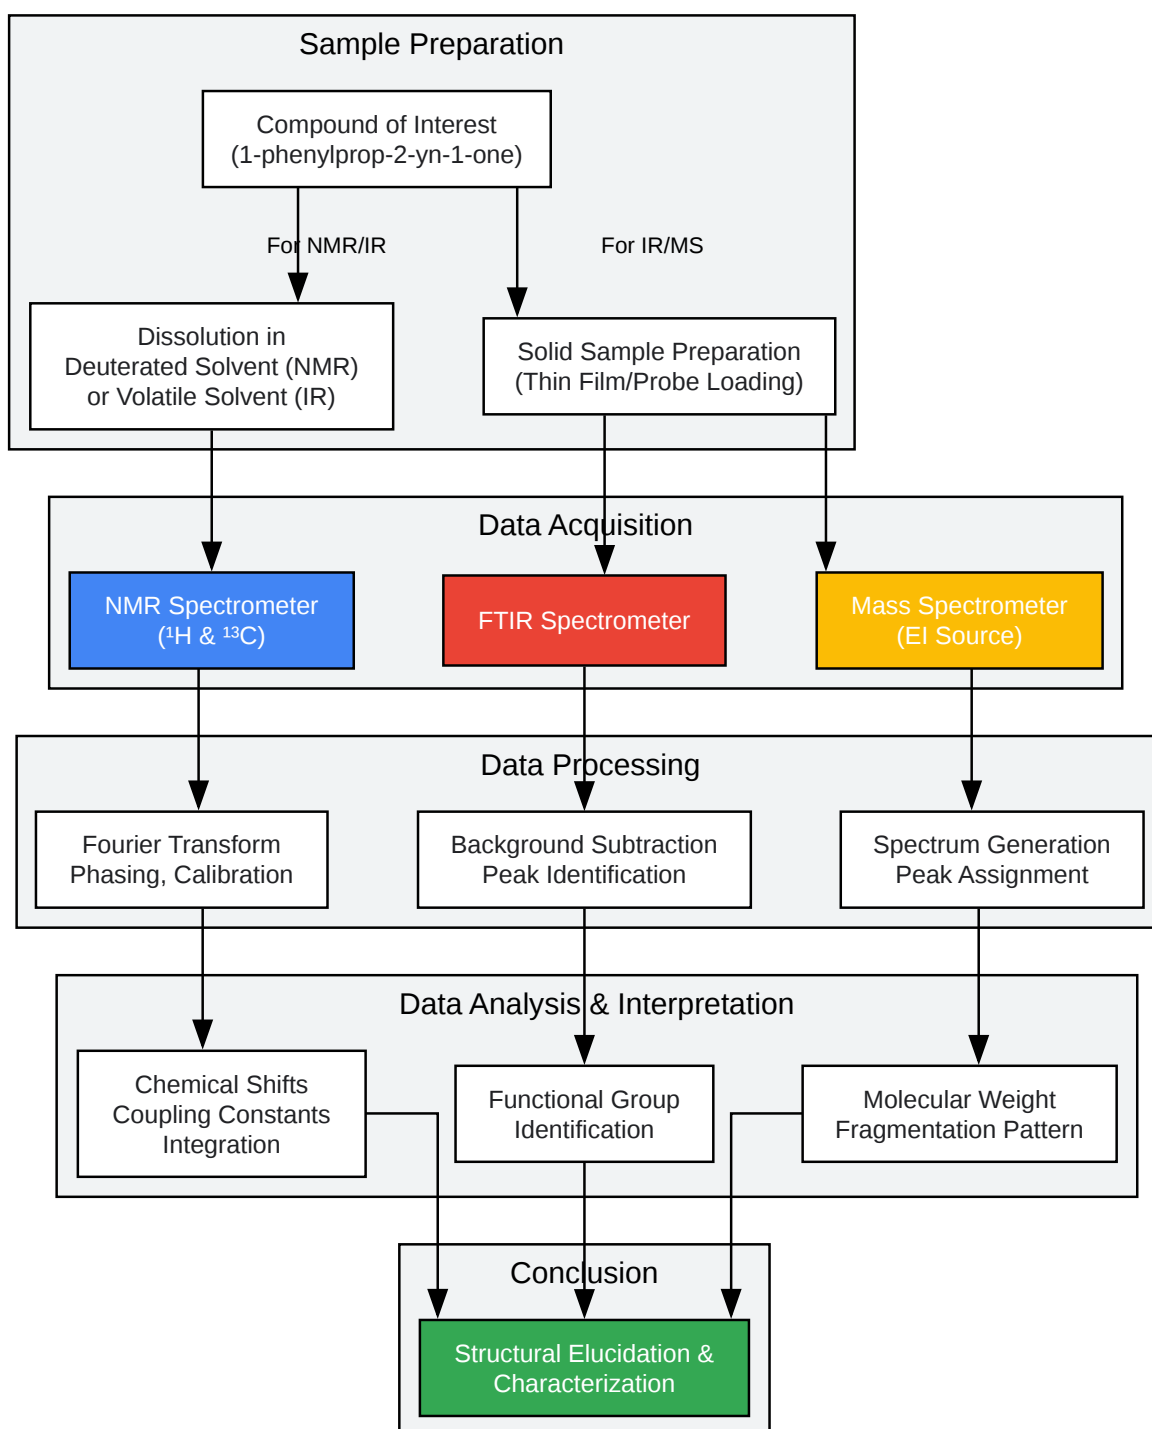 Sample Preparation
Compound of Interest
(1-phenylprop-2-yn-1-one)
For NMR/IR
For IR/MS
Dissolution in
Deuterated Solvent (NMR)
or Volatile Solvent (IR)
Solid Sample Preparation
(Thin Film/Probe Loading)
Data Acquisition
NMR Spectrometer
(¹H & ¹³C)
FTIR Spectrometer
Mass Spectrometer
(EI Source)
Data Processing
Fourier Transform
Phasing, Calibration
Background Subtraction
Peak Identification
Spectrum Generation
Peak Assignment
Data Analysis & Interpretation
Chemical Shifts
Coupling Constants
Integration
Functional Group
Identification
Molecular Weight
Fragmentation Pattern
Conclusion
Structural Elucidation &
Characterization